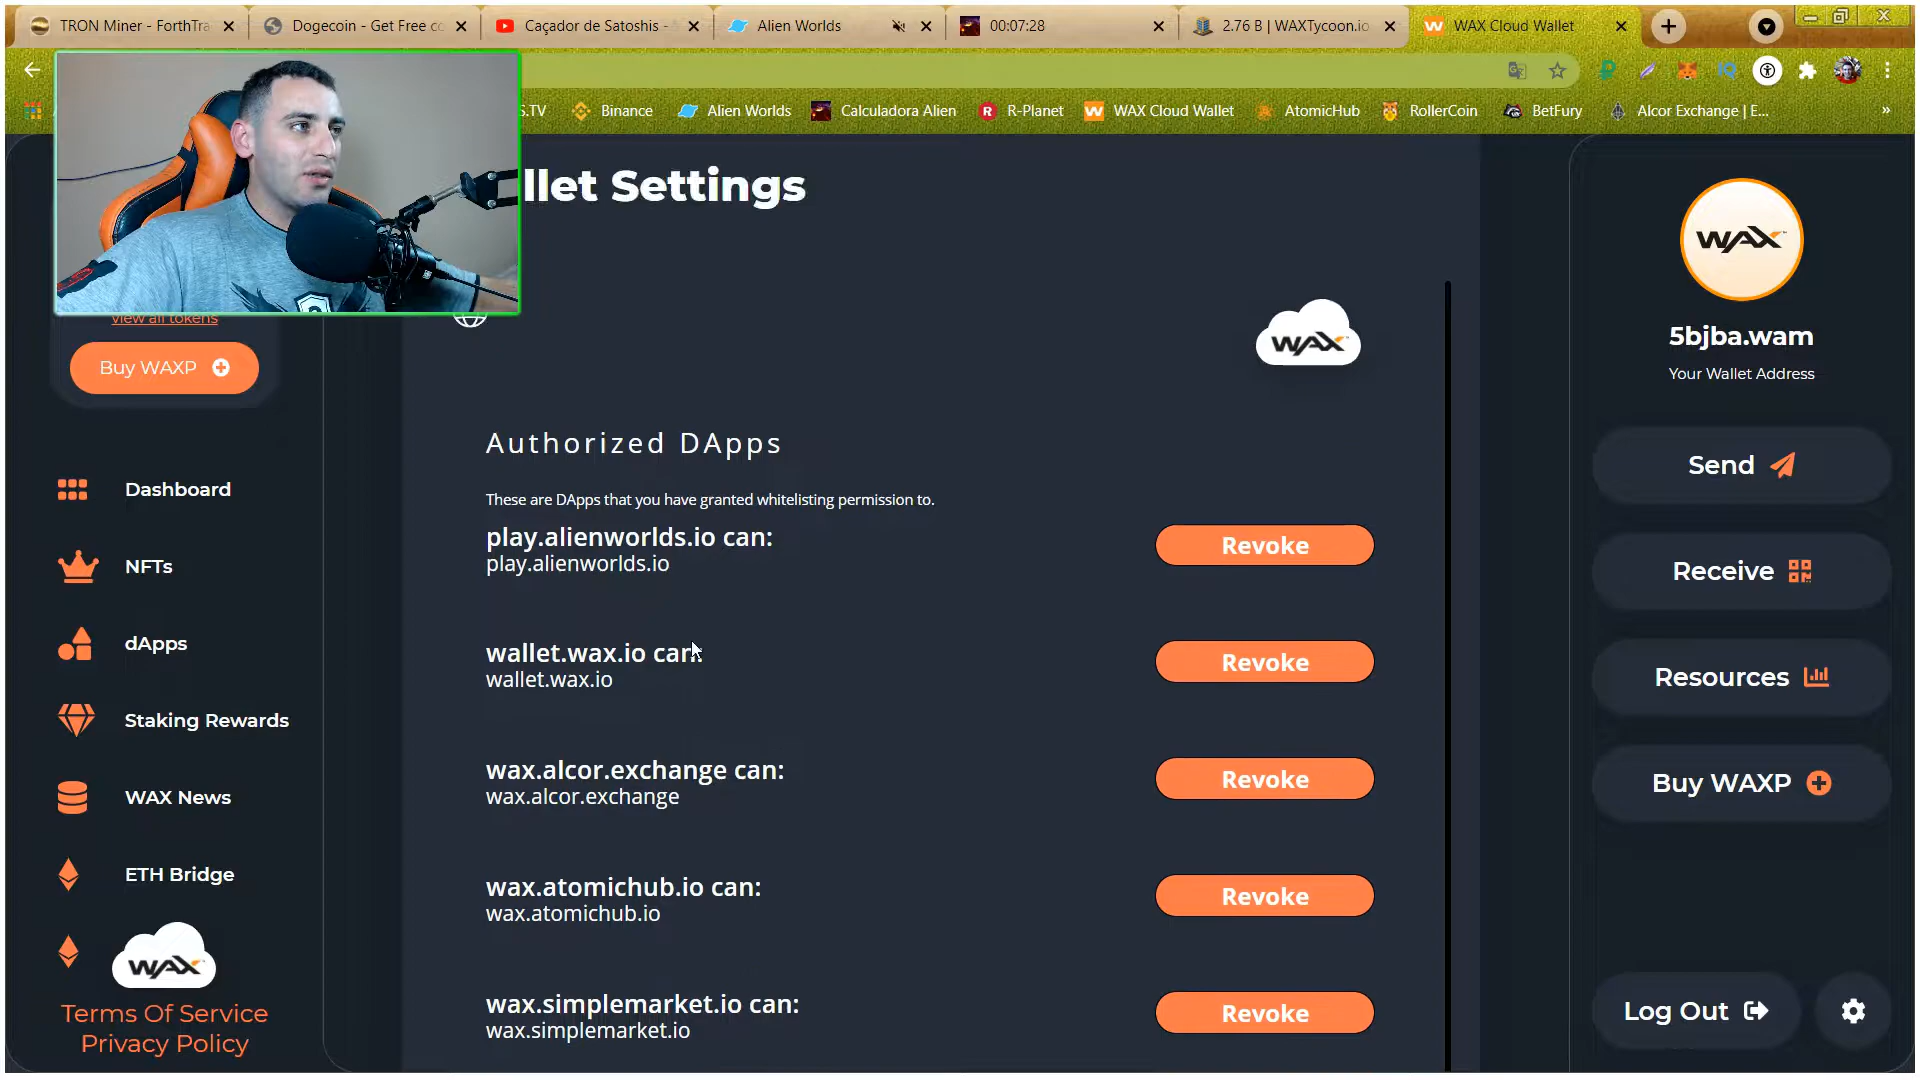 TRON Miner - ForthTra
Dogecoin - Get Free co
Caçador de Satoshis -
Alien Worlds
00:07:28
2.76 B | WAXTycoon.io
WAX Cloud Wallet
S.TV
Binance
Alien Worlds
Calculadora Alien
R-Planet
WAX Cloud Wallet
AtomicHub
RollerCoin
BetFury
Alcor Exchange | E...
»
llet Settings
WAX
WAX
5bjba.wam
Your Wallet Address
View all tokens
Buy WAXP
Authorized DApps
These are DApps that you have granted whitelisting permission to.
play.alienworlds.io can:
play.alienworlds.io
Revoke
wallet.wax.io can:
wallet.wax.io
Revoke
wax.alcor.exchange can:
wax.alcor.exchange
Revoke
wax.atomichub.io can:
wax.atomichub.io
Revoke
wax.simplemarket.io can:
wax.simplemarket.io
Revoke
Dashboard
NFTs
dApps
Staking Rewards
WAX News
ETH Bridge
WAX
Terms Of Service
Privacy Policy
Send
Receive
Resources
Buy WAXP
Log Out